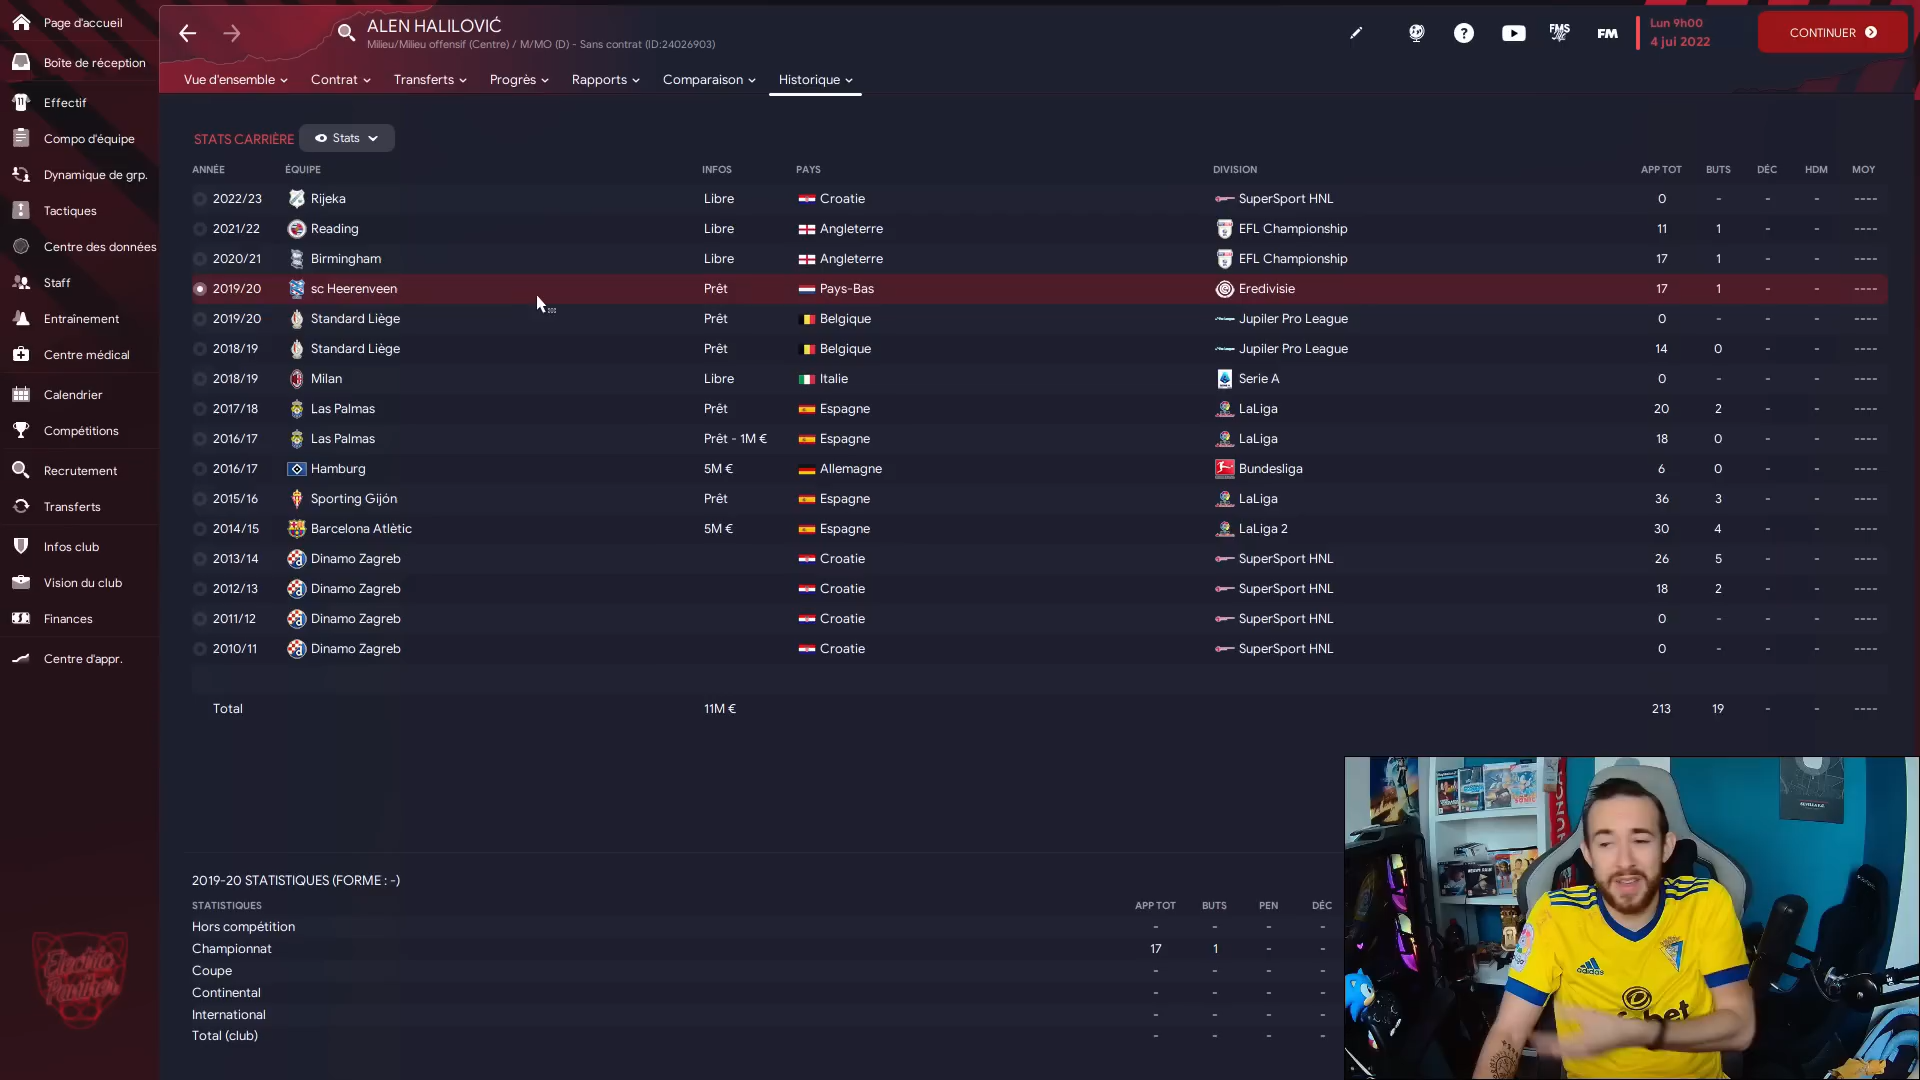 Page d'accueil
Boîte de réception
Effectif
Compo d'équipe
Dynamique de grp.
Tactiques
Centre des données
Staff
Entraînement
Centre médical
Calendrier
Compétitions
Recrutement
Transferts
Infos club
Vision du club
Finances
Centre d'appr.
Electric Panther
ALEN HALILOVIĆ
Milieu/Milieu offensif (Centre) / M/MO (D) - Sans contrat (ID:24026903)
FMS
FM
Lun 9h00
4 jui 2022
CONTINUER
Vue d'ensemble Contrat Transferts Progrès Rapports Comparaison Historique
STATS CARRIÈRE Stats
ANNÉE ÉQUIPE INFOS PAYS DIVISION APP TOT BUTS DÉC HDM MOY
2022/23 Rijeka Libre Croatie SuperSport HNL 0 - - - ----
2021/22 Reading Libre Angleterre EFL Championship 11 1 - - ----
2020/21 Birmingham Libre Angleterre EFL Championship 17 1 - - ----
2019/20 sc Heerenveen Prêt Pays-Bas Eredivisie 17 1 - - ----
2019/20 Standard Liège Prêt Belgique Jupiler Pro League 0 - - - ----
2018/19 Standard Liège Prêt Belgique Jupiler Pro League 14 0 - - ----
2018/19 Milan Libre Italie Serie A 0 - - - ----
2017/18 Las Palmas Prêt Espagne LaLiga 20 2 - - ----
2016/17 Las Palmas Prêt - 1M € Espagne LaLiga 18 0 - - ----
2016/17 Hamburg 5M € Allemagne Bundesliga 6 0 - - ----
2015/16 Sporting Gijón Prêt Espagne LaLiga 36 3 - - ----
2014/15 Barcelona Atlètic 5M € Espagne LaLiga 2 30 4 - - ----
2013/14 Dinamo Zagreb Croatie SuperSport HNL 26 5 - - ----
2012/13 Dinamo Zagreb Croatie SuperSport HNL 18 2 - - ----
2011/12 Dinamo Zagreb Croatie SuperSport HNL 0 - - - ----
2010/11 Dinamo Zagreb Croatie SuperSport HNL 0 - - - ----
Total 11M € 213 19 - - ----
2019-20 STATISTIQUES (FORME : -)
STATISTIQUES APP TOT BUTS PEN DÉC
Hors compétition - - - -
Championnat 17 1 - -
Coupe - - - -
Continental - - - -
International - - - -
Total (club) - - - -
SONIC
adidas